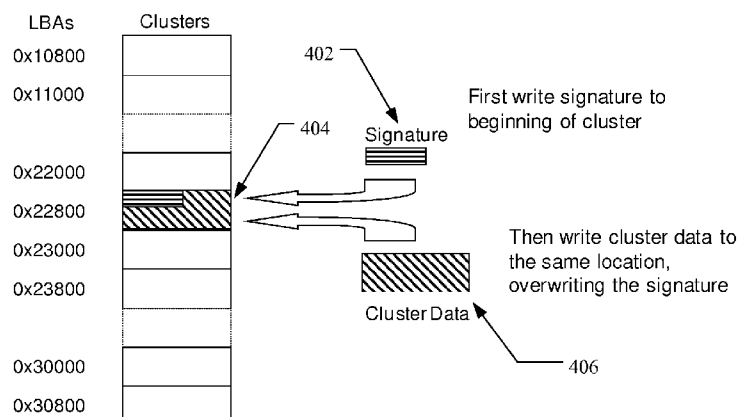 LBAs
Clusters
0x10800
0x11000
0x22000
0x22800
0x23000
0x23800
0x30000
0x30800
402
404
Signature
First write signature to
beginning of cluster
Then write cluster data to
the same location,
overwriting the signature
Cluster Data
406